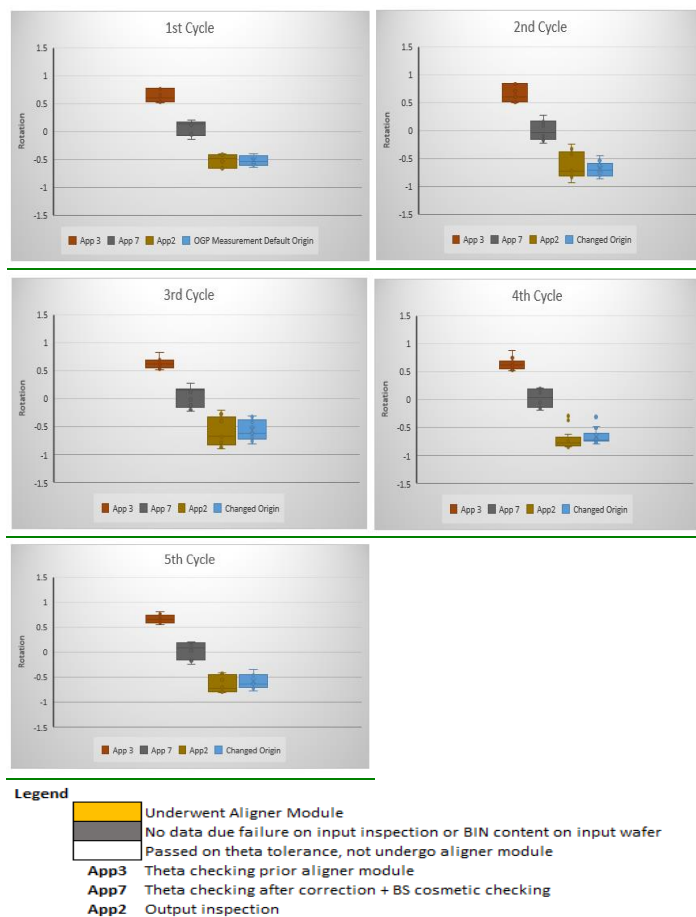 1st Cycle
1.5
1
0.5
0
-0.5
-1
-1.5
Rotation
App 3 App 7 App2 OGP Measurement Default Origin
2nd Cycle
1.5
1
0.5
0
-0.5
-1
-1.5
Rotation
App 3 App 7 App2 Changed Origin
3rd Cycle
1.5
1
0.5
0
-0.5
-1
-1.5
Rotation
App 3 App 7 App2 Changed Origin
4th Cycle
1.5
1
0.5
0
-0.5
-1
-1.5
Rotation
App 3 App 7 App2 Changed Origin
5th Cycle
1.5
1
0.5
0
-0.5
-1
-1.5
Rotation
App 3 App 7 App2 Changed Origin
Legend
Underwent Aligner Module
No data due failure on input inspection or BIN content on input wafer
Passed on theta tolerance, not undergo aligner module
App3 Theta checking prior aligner module
App7 Theta checking after correction + BS cosmetic checking
App2 Output inspection